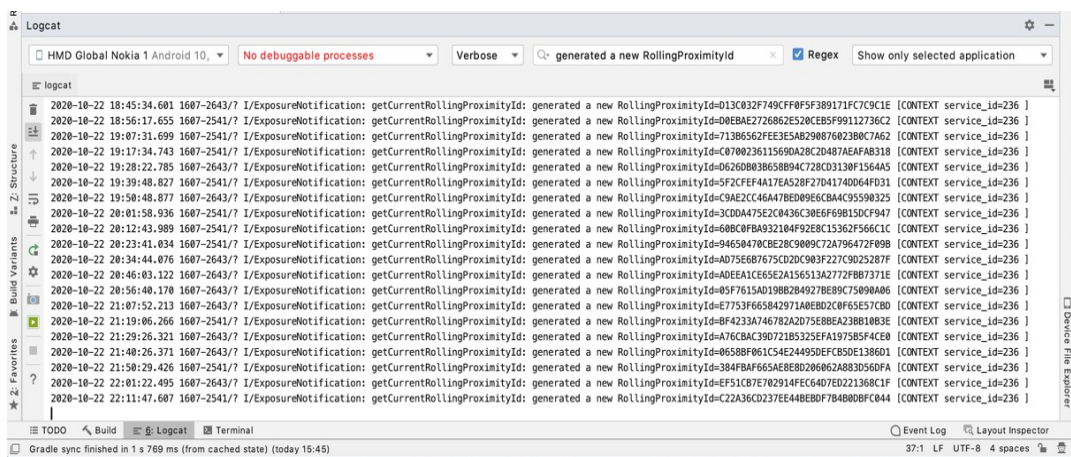 Logcat
HMD Global Nokia 1 Android 10,
No debuggable processes
Verbose
generated a new RollingProximityId
Regex
Show only selected application
logcat
2020-10-22 18:45:34.601 1607-2643/? I/ExposureNotification: getCurrentRollingProximityId: generated a new RollingProximityId=D13C032F749CFF0F5F389171FC7C9C1E [CONTEXT service_id=236 ]
2020-10-22 18:56:17.655 1607-2541/? I/ExposureNotification: getCurrentRollingProximityId: generated a new RollingProximityId=D0EBAE2726862E520CEB5F99112736C2 [CONTEXT service_id=236 ]
2020-10-22 19:07:31.699 1607-2541/? I/ExposureNotification: getCurrentRollingProximityId: generated a new RollingProximityId=713B6562FEE3E5AB290876023B0C7A62 [CONTEXT service_id=236 ]
2020-10-22 19:17:34.743 1607-2541/? I/ExposureNotification: getCurrentRollingProximityId: generated a new RollingProximityId=C070023611569DA28C2D487AEAFAB318 [CONTEXT service_id=236 ]
2020-10-22 19:28:22.785 1607-2643/? I/ExposureNotification: getCurrentRollingProximityId: generated a new RollingProximityId=D626DB03B658B94C728CD3130F1564A5 [CONTEXT service_id=236 ]
2020-10-22 19:39:48.827 1607-2541/? I/ExposureNotification: getCurrentRollingProximityId: generated a new RollingProximityId=5F2CFEF4A17EA528F27D4174DD64FD31 [CONTEXT service_id=236 ]
2020-10-22 19:50:48.877 1607-2541/? I/ExposureNotification: getCurrentRollingProximityId: generated a new RollingProximityId=C9AE2CC46A47BED09E6CBA4C95590325 [CONTEXT service_id=236 ]
2020-10-22 20:01:58.936 1607-2541/? I/ExposureNotification: getCurrentRollingProximityId: generated a new RollingProximityId=3CDDA475E2C0436C30E6F69B15DCF947 [CONTEXT service_id=236 ]
2020-10-22 20:12:43.989 1607-2541/? I/ExposureNotification: getCurrentRollingProximityId: generated a new RollingProximityId=60BC0FBA932104F92E8C15362F566C1C [CONTEXT service_id=236 ]
2020-10-22 20:23:41.034 1607-2541/? I/ExposureNotification: getCurrentRollingProximityId: generated a new RollingProximityId=94650470CBE28C9009C72A796472F09B [CONTEXT service_id=236 ]
2020-10-22 20:34:44.076 1607-2541/? I/ExposureNotification: getCurrentRollingProximityId: generated a new RollingProximityId=AD75E6B7675CD2DC903F227C9D25287F [CONTEXT service_id=236 ]
2020-10-22 20:46:03.122 1607-2541/? I/ExposureNotification: getCurrentRollingProximityId: generated a new RollingProximityId=ADEEA1CE65E2A156513A2772FBB7371E [CONTEXT service_id=236 ]
2020-10-22 20:56:40.170 1607-2643/? I/ExposureNotification: getCurrentRollingProximityId: generated a new RollingProximityId=05F7615AD19BB2B4927BE89C75090A06 [CONTEXT service_id=236 ]
2020-10-22 21:07:52.213 1607-2541/? I/ExposureNotification: getCurrentRollingProximityId: generated a new RollingProximityId=E7753F665842971A0EBD2C0F65E57CBD [CONTEXT service_id=236 ]
2020-10-22 21:19:06.266 1607-2541/? I/ExposureNotification: getCurrentRollingProximityId: generated a new RollingProximityId=BF4233A746782A2D75E8BEA23BB10B3E [CONTEXT service_id=236 ]
2020-10-22 21:29:26.321 1607-2541/? I/ExposureNotification: getCurrentRollingProximityId: generated a new RollingProximityId=A76CBAC39D721B5325EFA1975B5F4CE0 [CONTEXT service_id=236 ]
2020-10-22 21:40:26.371 1607-2643/? I/ExposureNotification: getCurrentRollingProximityId: generated a new RollingProximityId=0658BF061C54E24495DEFCB5DE1386D1 [CONTEXT service_id=236 ]
2020-10-22 21:50:29.426 1607-2541/? I/ExposureNotification: getCurrentRollingProximityId: generated a new RollingProximityId=384FBAF665AE8E8D206062A883D56DFA [CONTEXT service_id=236 ]
2020-10-22 22:01:22.495 1607-2643/? I/ExposureNotification: getCurrentRollingProximityId: generated a new RollingProximityId=EF51CB7E702914FEC64D7ED221368C1F [CONTEXT service_id=236 ]
2020-10-22 22:11:47.607 1607-2541/? I/ExposureNotification: getCurrentRollingProximityId: generated a new RollingProximityId=C22A36CD237EE44BEBDF7B4B0DBFC044 [CONTEXT service_id=236 ]
Z: Structure
Build Variants
2: Favorites
Device File Explorer
TODO
Build
6: Logcat
Terminal
Event Log
Layout Inspector
Gradle sync finished in 1 s 769 ms (from cached state) (today 15:45)
37:1 LF UTF-8 4 spaces